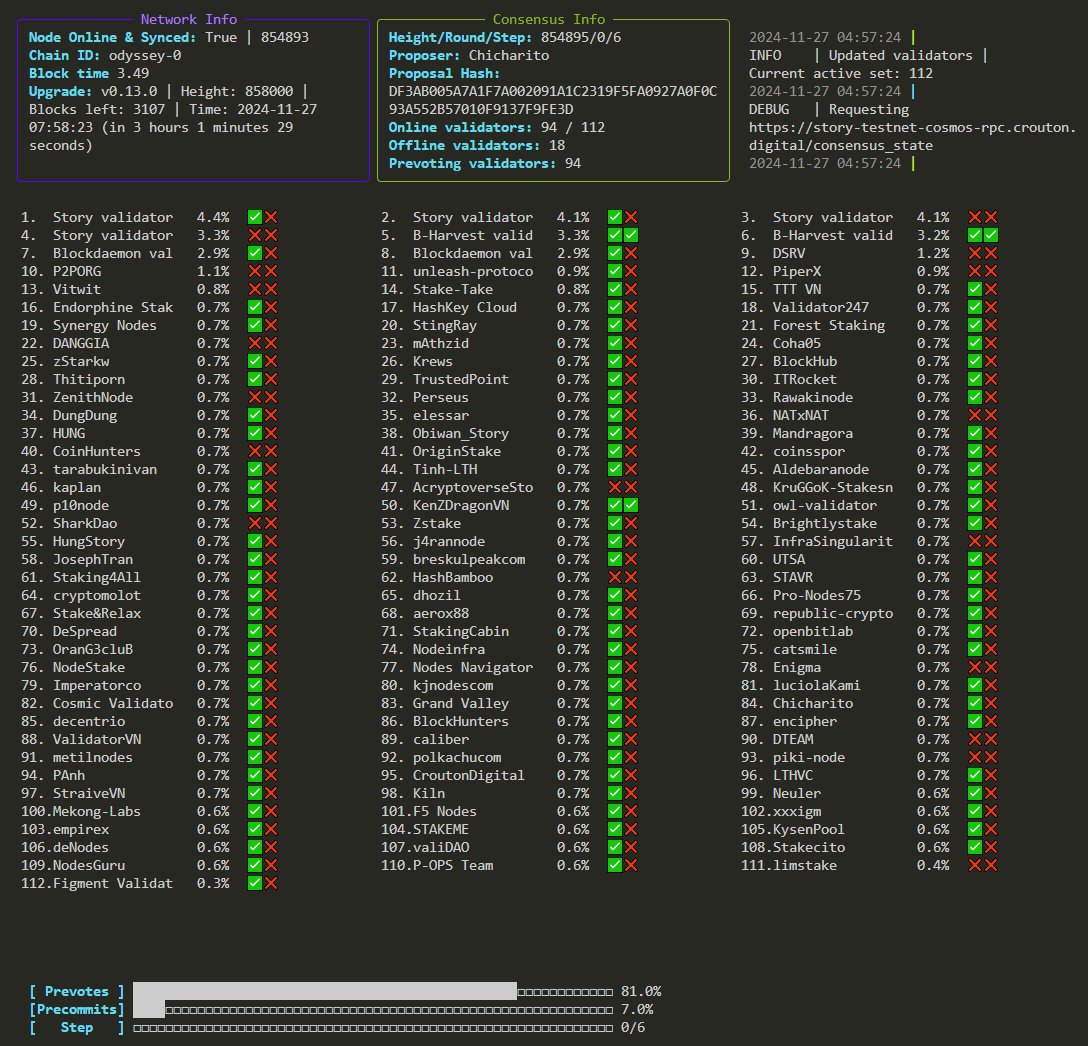 Network Info
Node Online & Synced: True | 854893
Chain ID: odyssey-0
Block time 3.49
Upgrade: v0.13.0 | Height: 858000 |
Blocks left: 3107 | Time: 2024-11-27
07:58:23 (in 3 hours 1 minutes 29
seconds)
Consensus Info
Height/Round/Step: 854895/0/6
Proposer: Chicharito
Proposal Hash:
DF3AB005A7A1F7A002091A1C2319F5FA0927A0F0C
93A552B57010F9137F9FE3D
Online validators: 94 / 112
Offline validators: 18
Prevoting validators: 94
2024-11-27 04:57:24 |
INFO | Updated validators |
Current active set: 112
2024-11-27 04:57:24 |
DEBUG | Requesting
https://story-testnet-cosmos-rpc.crouton.
digital/consensus_state
2024-11-27 04:57:24 |
1. Story validator 4.4% 2. Story validator 4.1% 3. Story validator 4.1%
4. Story validator 3.3% 5. B-Harvest valid 3.3% 6. B-Harvest valid 3.2%
7. Blockdaemon val 2.9% 8. Blockdaemon val 2.9% 9. DSRV 1.2%
10. P2PORG 1.1% 11. unleash-protoco 0.9% 12. PiperX 0.9%
13. Vitwit 0.8% 14. Stake-Take 0.8% 15. TTT VN 0.7%
16. Endorphine Stak 0.7% 17. HashKey Cloud 0.7% 18. Validator247 0.7%
19. Synergy Nodes 0.7% 20. StingRay 0.7% 21. Forest Staking 0.7%
22. DANGGIA 0.7% 23. mAthzid 0.7% 24. Coha05 0.7%
25. zStarkw 0.7% 26. Krews 0.7% 27. BlockHub 0.7%
28. Thitiporn 0.7% 29. TrustedPoint 0.7% 30. ITRocket 0.7%
31. ZenithNode 0.7% 32. Perseus 0.7% 33. Rawakinode 0.7%
34. DungDung 0.7% 35. elessar 0.7% 36. NATxNAT 0.7%
37. HUNG 0.7% 38. Obiwan_Story 0.7% 39. Mandragora 0.7%
40. CoinHunters 0.7% 41. OriginStake 0.7% 42. coinsspor 0.7%
43. tarabukinivan 0.7% 44. Tinh-LTH 0.7% 45. Aldebaranode 0.7%
46. kaplan 0.7% 47. AcryptoverseSto 0.7% 48. KruGGoK-Stakesn 0.7%
49. p10node 0.7% 50. KenZDragonVN 0.7% 51. owl-validator 0.7%
52. SharkDao 0.7% 53. Zstake 0.7% 54. Brightlystake 0.7%
55. HungStory 0.7% 56. j4rannode 0.7% 57. InfraSingularit 0.7%
58. JosephTran 0.7% 59. breskulpeakcom 0.7% 60. UTSA 0.7%
61. Staking4All 0.7% 62. HashBamboo 0.7% 63. STAVR 0.7%
64. cryptomolot 0.7% 65. dhozil 0.7% 66. Pro-Nodes75 0.7%
67. Stake&Relax 0.7% 68. aerox88 0.7% 69. republic-crypto 0.7%
70. DeSpread 0.7% 71. StakingCabin 0.7% 72. openbitlab 0.7%
73. OranG3cluB 0.7% 74. Nodeinfra 0.7% 75. catsmile 0.7%
76. NodeStake 0.7% 77. Nodes Navigator 0.7% 78. Enigma 0.7%
79. Imperatorco 0.7% 80. kjnodescom 0.7% 81. luciolaKami 0.7%
82. Cosmic Validato 0.7% 83. Grand Valley 0.7% 84. Chicharito 0.7%
85. decentrio 0.7% 86. BlockHunters 0.7% 87. encipher 0.7%
88. ValidatorVN 0.7% 89. caliber 0.7% 90. DTEAM 0.7%
91. metilnodes 0.7% 92. polkachucom 0.7% 93. piki-node 0.7%
94. PAnh 0.7% 95. CroutonDigital 0.7% 96. LTHVC 0.7%
97. StraiveVN 0.7% 98. Kiln 0.7% 99. Neuler 0.6%
100.Mekong-Labs 0.6% 101.F5 Nodes 0.6% 102.xxxigm 0.6%
103.empirex 0.6% 104.STAKEME 0.6% 105.KysenPool 0.6%
106.deNodes 0.6% 107.valiDAO 0.6% 108.Stakecito 0.6%
109.NodesGuru 0.6% 110.P-OPS Team 0.6% 111.limstake 0.4%
112.Figment Validat 0.3%
[ Prevotes ] 81.0%
[Precommits] 7.0%
[ Step ] 0/6